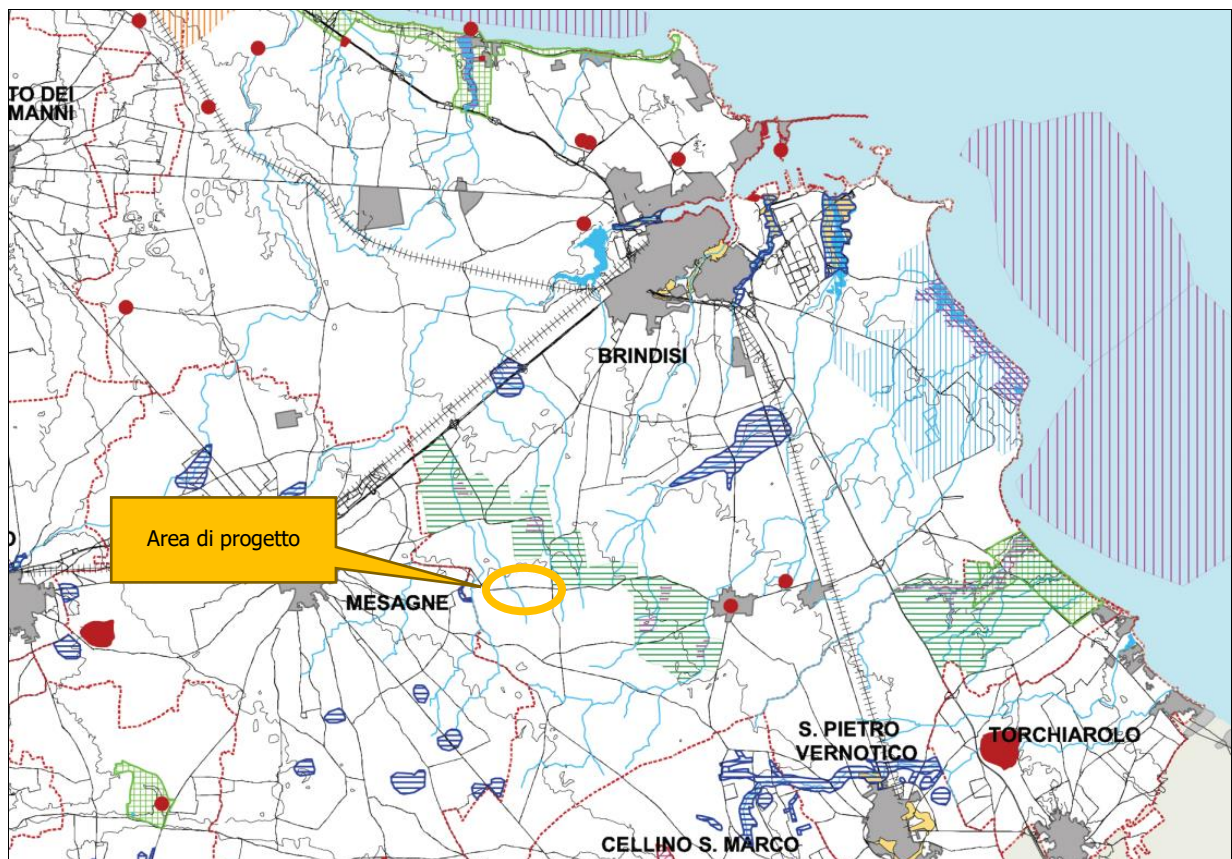 TO DEI
MANNI
BRINDISI
Area di progetto
O
MESAGNE
S. PIETRO
VERNOTICO
TORCHIAROLO
CELLINO S. MARCO